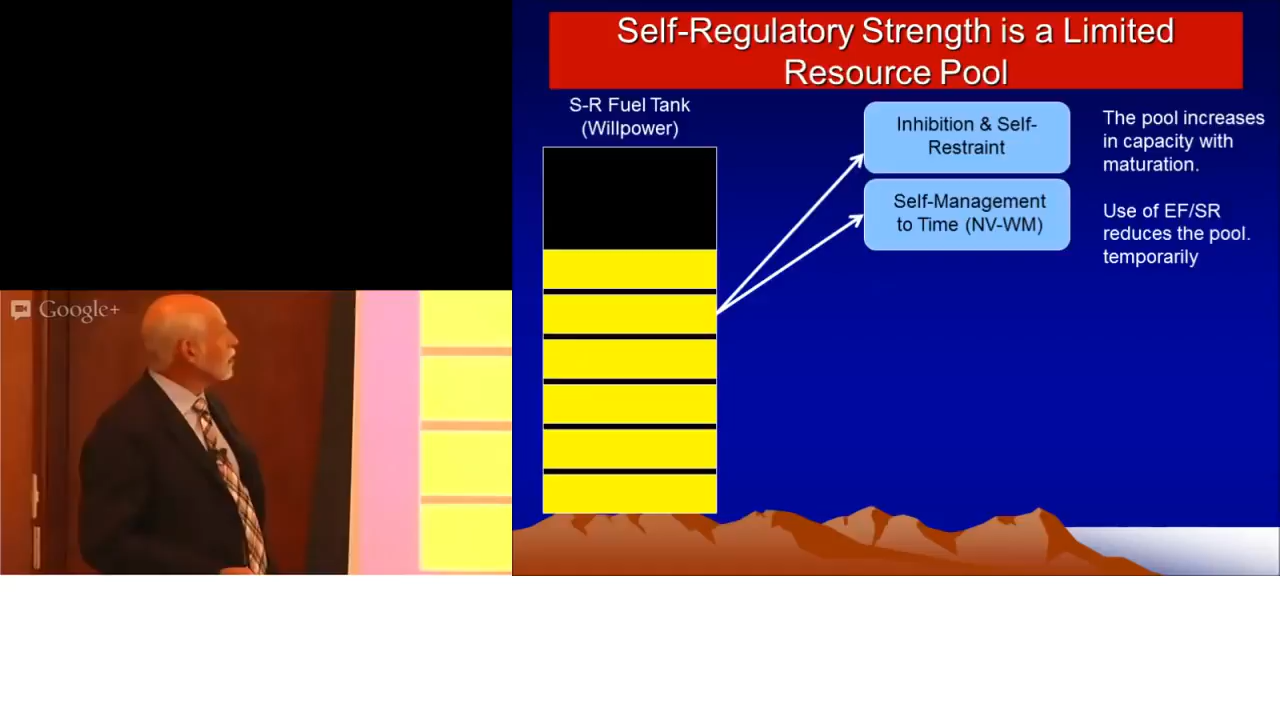 Self-Regulatory Strength is a Limited
Resource Pool
S-R Fuel Tank
(Willpower)
Inhibition & Self-
Restraint
Self-Management
to Time (NV-WM)
The pool increases
in capacity with
maturation.
Use of EF/SR
reduces the pool.
temporarily
Google+